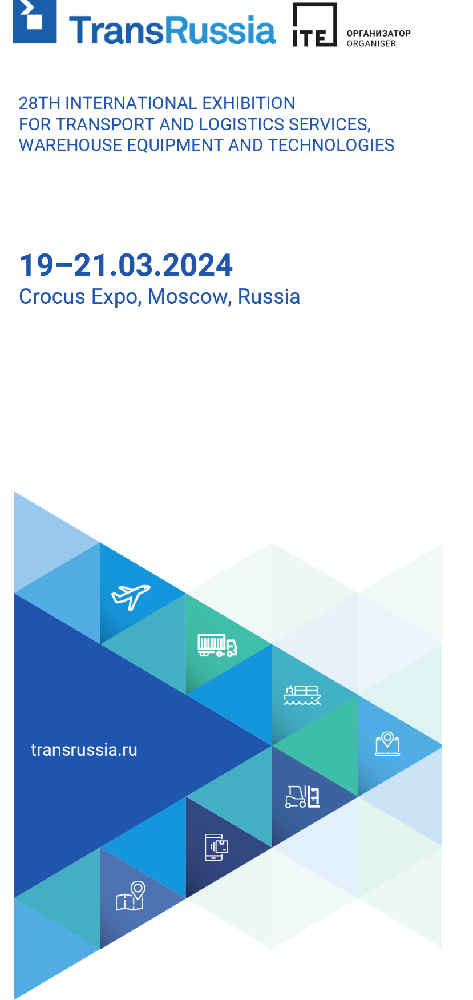 TransRussia
ITE
ОРГАНИЗАТОР
ORGANISER
28TH INTERNATIONAL EXHIBITION
FOR TRANSPORT AND LOGISTICS SERVICES,
WAREHOUSE EQUIPMENT AND TECHNOLOGIES
19–21.03.2024
Crocus Expo, Moscow, Russia
transrussia.ru